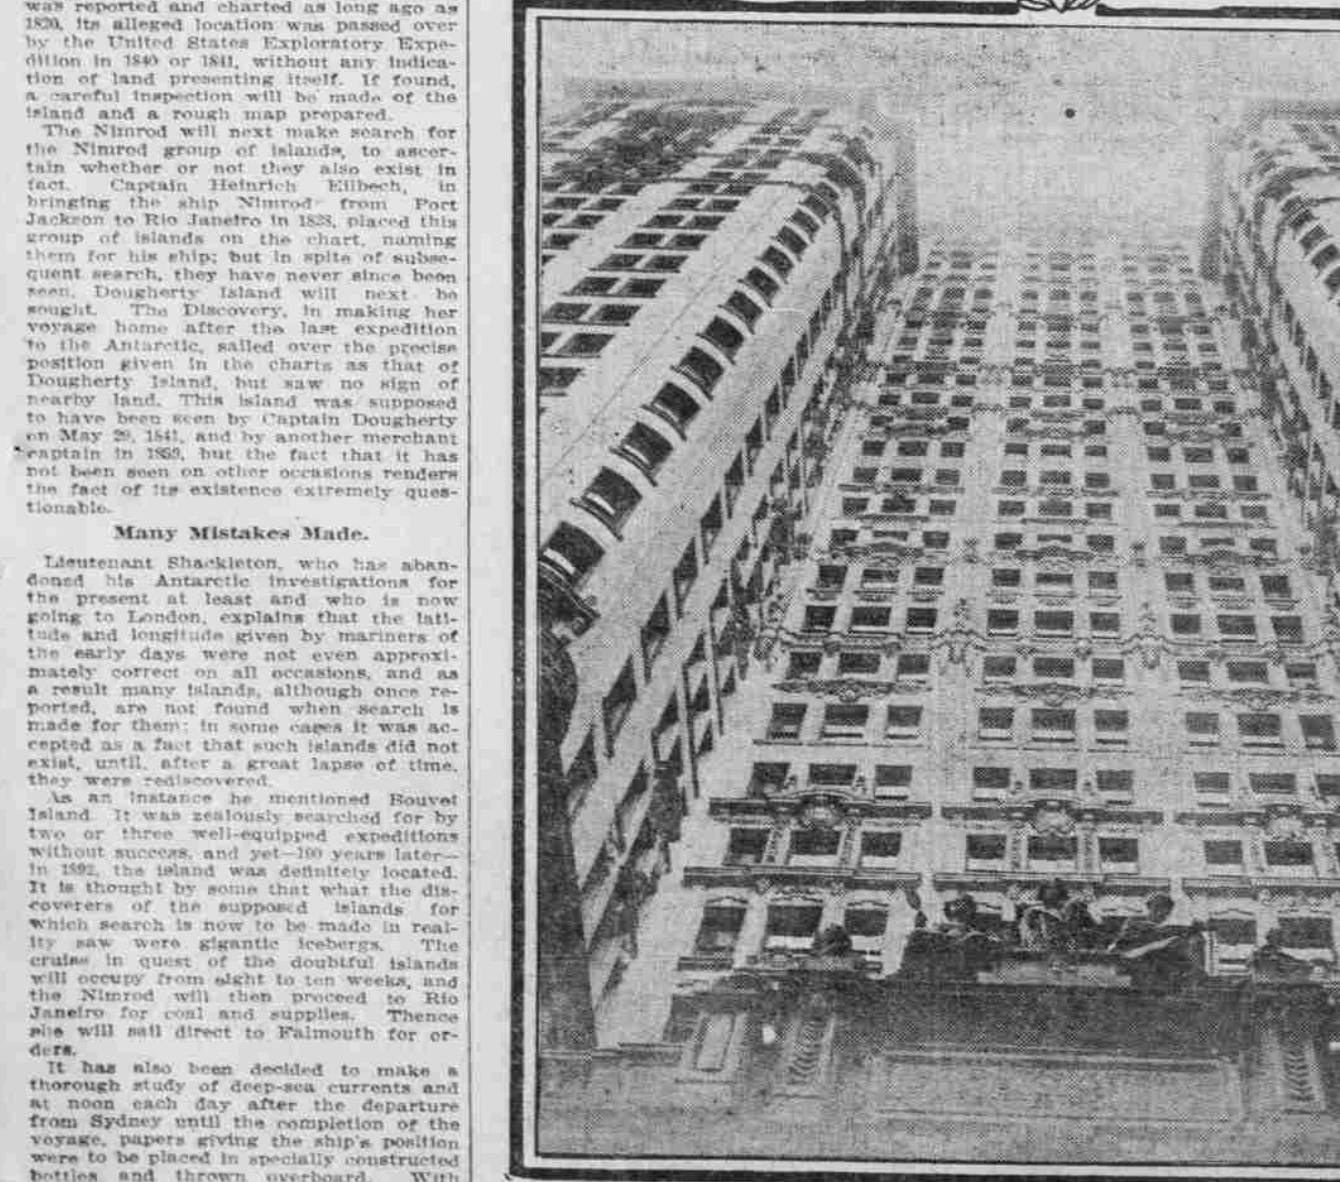 was reported and charted as long ago as
1820, its alleged location was passed over
by the United States Exploratory Expe-
dition in 1840 or 1841, without any indica-
tion of land presenting itself. If found,
a careful inspection will be made of the
island and a rough map prepared.
The Nimrod will next make search for
the Nimrod group of islands, to ascer-
tain whether or not they also exist in
fact. Captain Heinrich Eilbech, in
bringing the ship Nimrod from Port
Jackson to Rio Janeiro in 1828, placed this
group of islands on the chart, naming
them for his ship; but in spite of subse-
quent search, they have never since been
seen. Dougherty Island will next be
sought. The Discovery, in making her
voyage home after the last expedition
to the Antarctic, sailed over the precise
position given in the charts as that of
Dougherty Island, but saw no sign of
nearby land. This island was supposed
to have been seen by Captain Dougherty
on May 29, 1841, and by another merchant
captain in 1859, but the fact that it has
not been seen on other occasions renders
the fact of its existence extremely ques-
tionable.
Many Mistakes Made.
Lieutenant Shackleton, who has aban-
doned his Antarctic investigations for
the present at least and who is now
going to London, explains that the lati-
tude and longitude given by mariners of
the early days were not even approxi-
mately correct on all occasions, and as
a result many islands, although once re-
ported, are not found when search is
made for them; in some cases it was ac-
cepted as a fact that such islands did not
exist, until, after a great lapse of time,
they were rediscovered.
As an instance he mentioned Bouvet
Island. It was zealously searched for by
two or three well-equipped expeditions
without success, and yet—100 years later—
in 1892, the island was definitely located.
It is thought by some that what the dis-
coverers of the supposed islands for
which search is now to be made in real-
ity saw were gigantic icebergs. The
cruise in quest of the doubtful islands
will occupy from eight to ten weeks, and
the Nimrod will then proceed to Rio
Janeiro for coal and supplies. Thence
she will sail direct to Falmouth for or-
ders.
It has also been decided to make a
thorough study of deep-sea currents and
at noon each day after the departure
from Sydney until the completion of the
voyage, papers giving the ship's position
were to be placed in specially constructed
bottles and thrown overboard. With